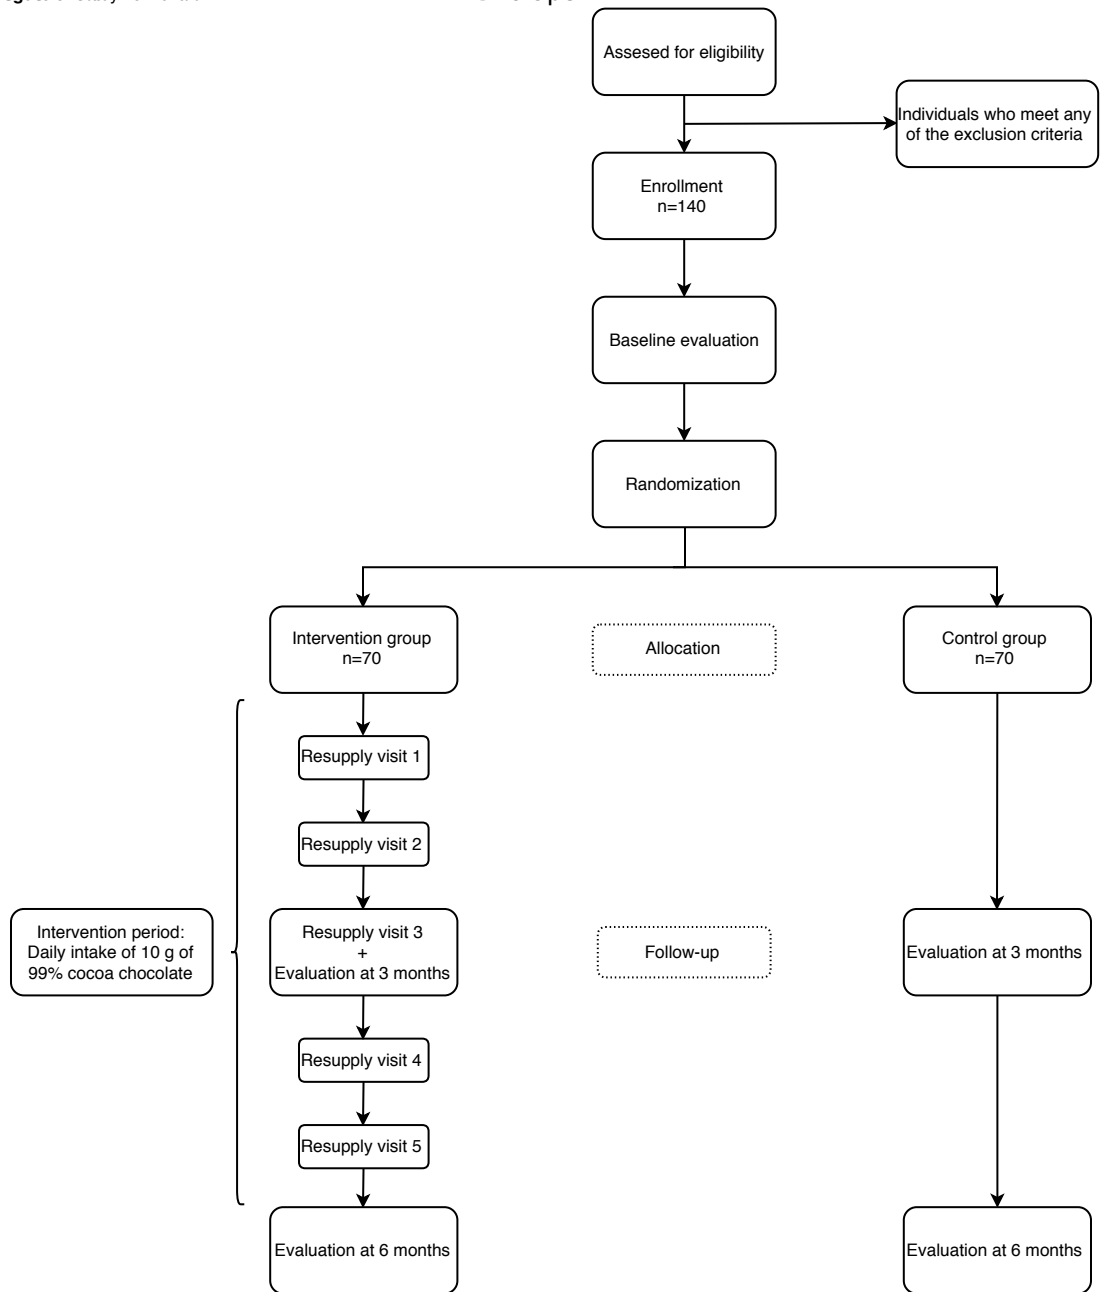 Assesed for eligibility
Individuals who meet any
of the exclusion criteria
Enrollment
n=140
Baseline evaluation
Randomization
Intervention group
n=70
Allocation
Control group
n=70
Resupply visit 1
Resupply visit 2
Intervention period:
Daily intake of 10 g of
99% cocoa chocolate
Resupply visit 3
+
Evaluation at 3 months
Follow-up
Evaluation at 3 months
Resupply visit 4
Resupply visit 5
Evaluation at 6 months
Evaluation at 6 months